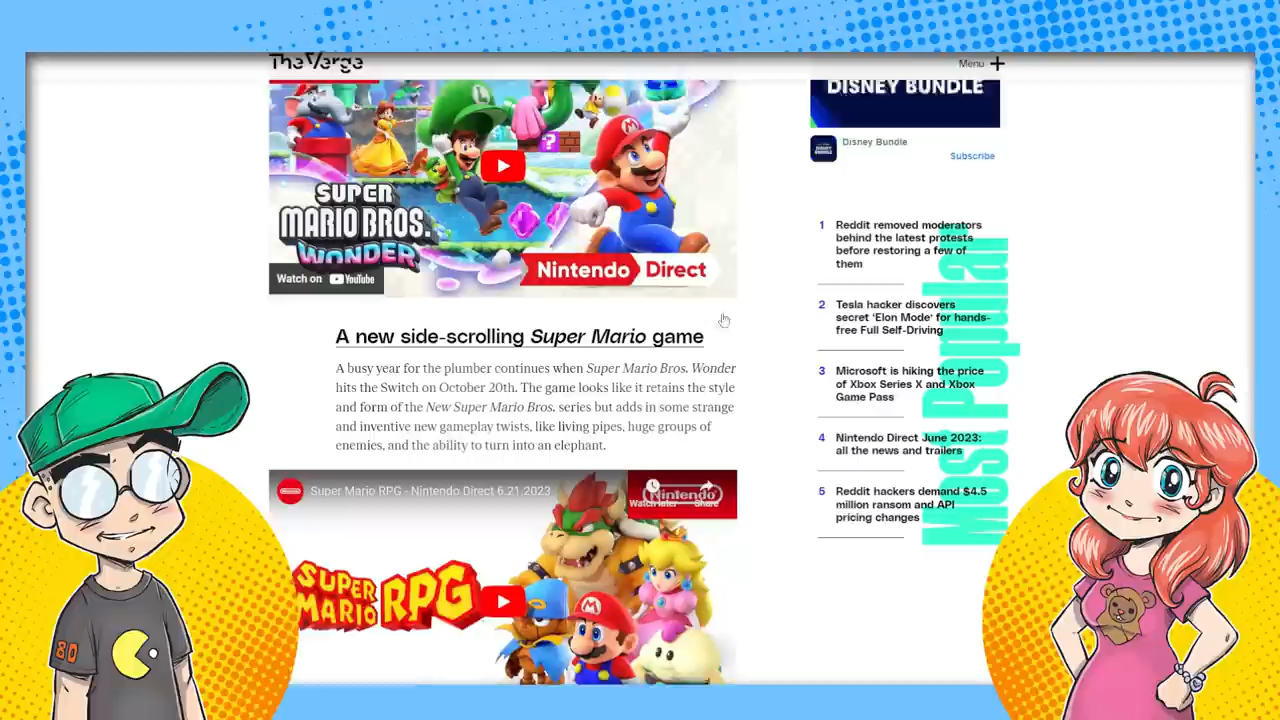 The Verge
Menu
SUPER
MARIO BROS.
WONDER
Nintendo Direct
Watch on YouTube
A new side-scrolling Super Mario game
A busy year for the plumber continues when Super Mario Bros. Wonder
hits the Switch on October 20th. The game looks like it retains the style
and form of the New Super Mario Bros. series but adds in some strange
and inventive new gameplay twists, like living pipes, huge groups of
enemies, and the ability to turn into an elephant.
Super Mario RPG - Nintendo Direct 6.21.2023
Nintendo
Watch later
Share
SUPER
MARIO RPG
DISNEY BUNDLE
Disney Bundle
Subscribe
Most Popular
1 Reddit removed moderators
behind the latest protests
before restoring a few of
them
2 Tesla hacker discovers
secret ‘Elon Mode’ for hands-
free Full Self-Driving
3 Microsoft is hiking the price
of Xbox Series X and Xbox
Game Pass
4 Nintendo Direct June 2023:
all the news and trailers
5 Reddit hackers demand $4.5
million ransom and API
pricing changes
80